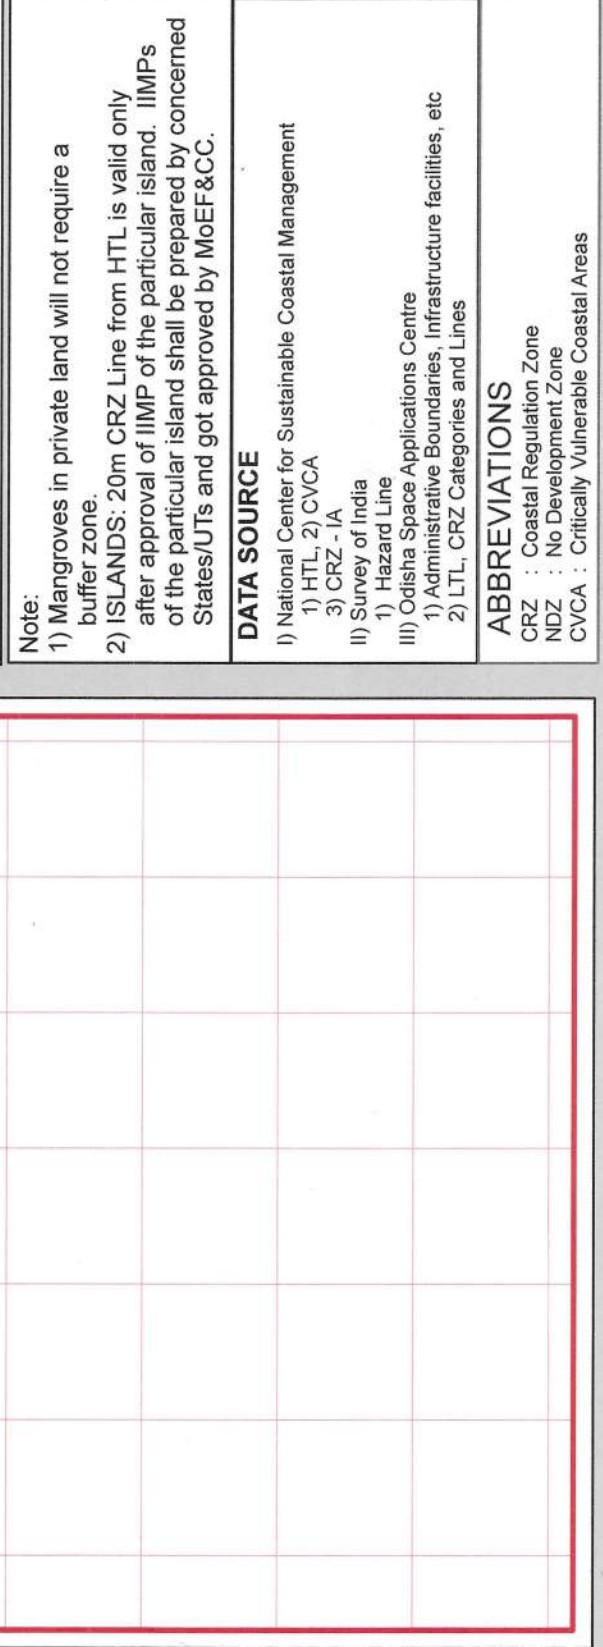 Note:
1) Mangroves in private land will not require a
buffer zone.
2) ISLANDS: 20m CRZ Line from HTL is valid only
after approval of IIMP of the particular island. IIMPs
of the particular island shall be prepared by concerned
States/UTs and got approved by MoEF&CC.
DATA SOURCE
I) National Center for Sustainable Coastal Management
1) HTL, 2) CVCA
3) CRZ - IA
II) Survey of India
1) Hazard Line
III) Odisha Space Applications Centre
1) Administrative Boundaries, Infrastructure facilities, etc
2) LTL, CRZ Categories and Lines
ABBREVIATIONS
CRZ : Coastal Regulation Zone
NDZ : No Development Zone
CVCA : Critically Vulnerable Coastal Areas